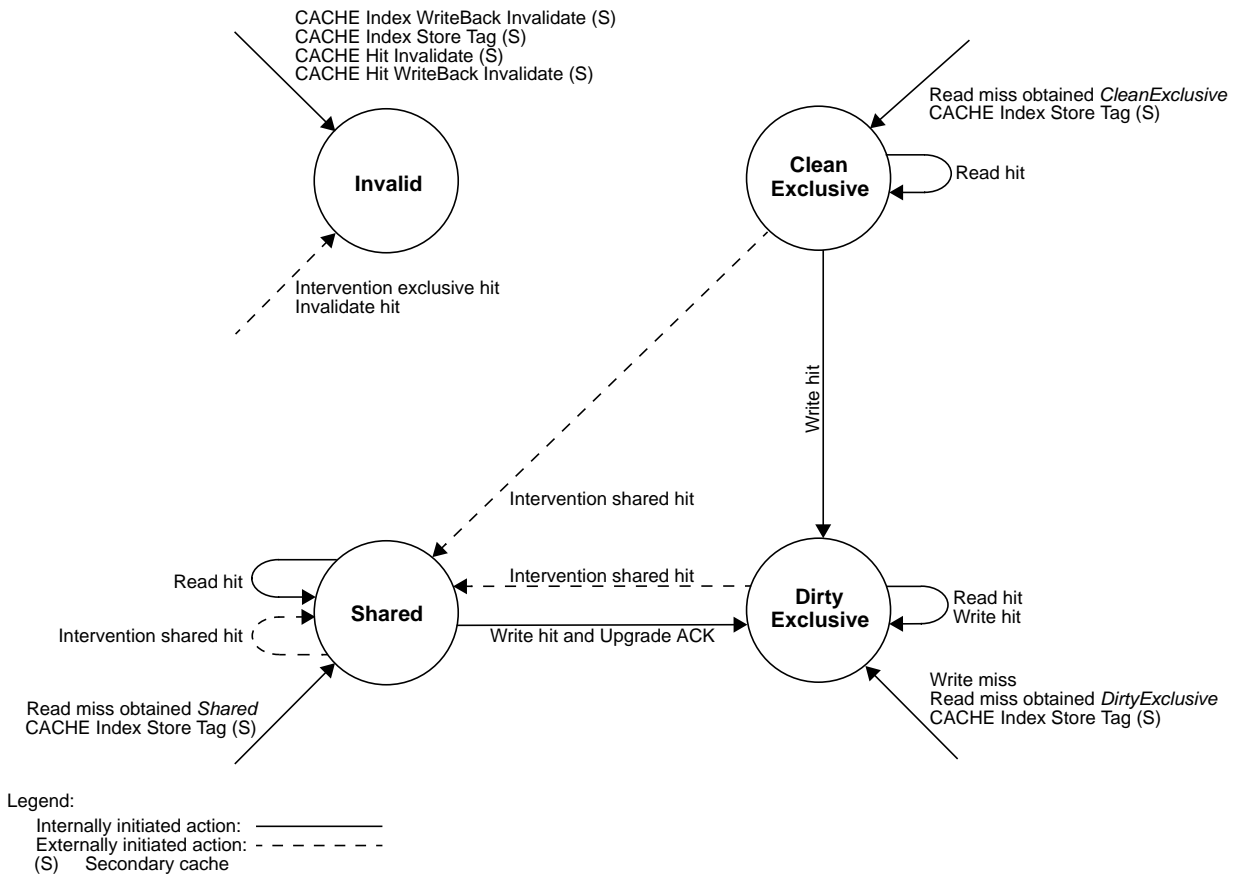 CACHE Index WriteBack Invalidate (S)
CACHE Index Store Tag (S)
CACHE Hit Invalidate (S)
CACHE Hit WriteBack Invalidate (S)
Invalid
Intervention exclusive hit
Invalidate hit
Read miss obtained CleanExclusive
CACHE Index Store Tag (S)
Clean
Exclusive
Read hit
Write hit
Intervention shared hit
Intervention shared hit
Read hit
Shared
Intervention shared hit
Write hit and Upgrade ACK
Dirty
Exclusive
Read hit
Write hit
Read miss obtained Shared
CACHE Index Store Tag (S)
Write miss
Read miss obtained DirtyExclusive
CACHE Index Store Tag (S)
Legend:
Internally initiated action:
Externally initiated action:
(S) Secondary cache